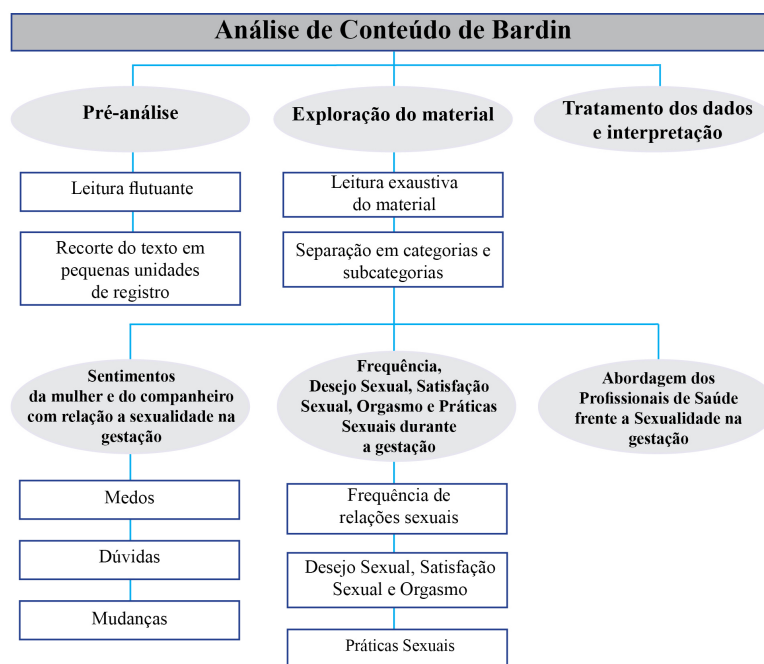 Análise de Conteúdo de Bardin
Pré-análise
Exploração do material
Tratamento dos dados
e interpretação
Leitura flutuante
Leitura exaustiva
do material
Recorte do texto em
pequenas unidades
de registro
Separação em categorias e
subcategorias
Sentimentos
da mulher e do companheiro
com relação a sexualidade na
gestação
Frequência,
Desejo Sexual, Satisfação
Sexual, Orgasmo e Práticas
Sexuais durante
a gestação
Abordagem dos
Profissionais de Saúde
frente a Sexualidade na
gestação
Medos
Dúvidas
Mudanças
Frequência de
relações sexuais
Desejo Sexual, Satisfação
Sexual e Orgasmo
Práticas Sexuais